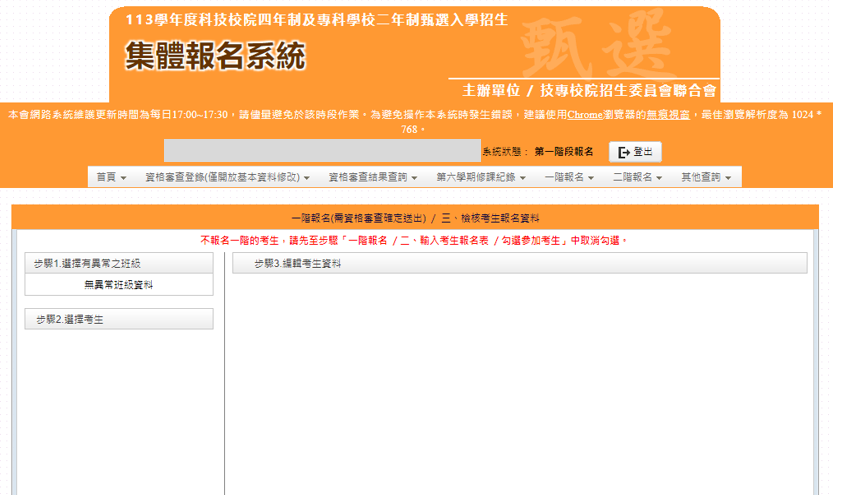 113學年度科技校院四年制及專科學校二年制甄選入學招生
甄選
集體報名系統
主辦單位 / 技專校院招生委員會聯合會
本會網路系統維護更新時間為每日17:00~17:30，請儘量避免於該時段作業。為避免操作本系統時發生錯誤，建議使用Chrome瀏覽器的無痕視窗，最佳瀏覽解析度為 1024 *
768。
系統狀態： 第一階段報名 登出
首頁 資格審查登錄(僅開放基本資料修改) 資格審查結果查詢 第六學期修課紀錄 一階報名 二階報名 其他查詢
一階報名(需資格審查確定送出) / 三、檢核考生報名資料
不報名一階的考生，請先至步驟「一階報名 / 二、輸入考生報名表 / 勾選參加考生」中取消勾選。
步驟1.選擇有異常之班級
無異常班級資料
步驟2.選擇考生
步驟3.編輯考生資料